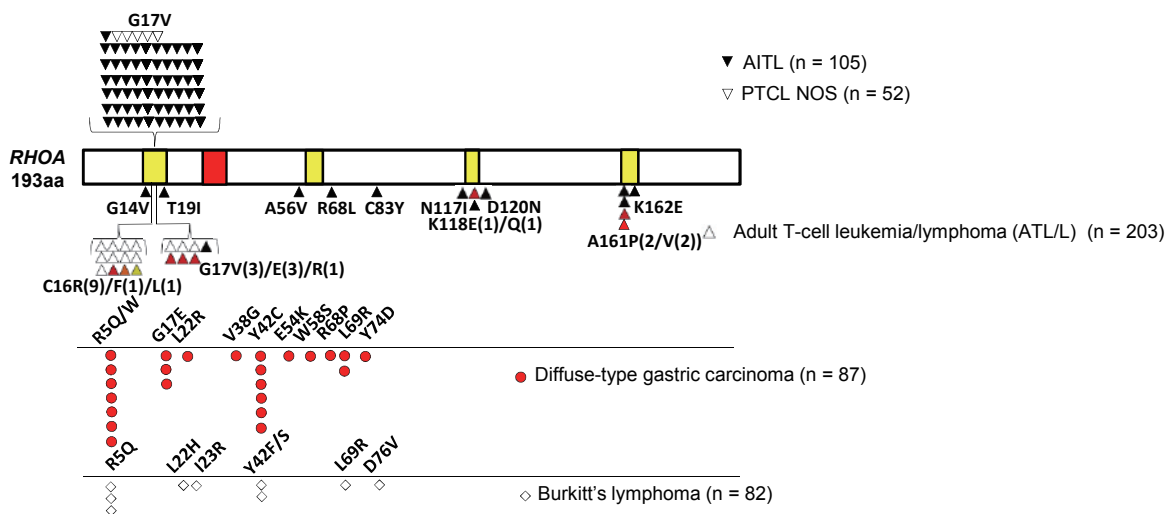 G17V
AITL (n = 105)
PTCL NOS (n = 52)
RHOA
193aa
G14V
T19I
A56V
R68L
C83Y
N117I
D120N
K118E(1)/Q(1)
K162E
A161P(2/V(2))
Adult T-cell leukemia/lymphoma (ATL/L) (n = 203)
G17V(3)/E(3)/R(1)
C16R(9)/F(1)/L(1)
R5Q/W
G17E
L22R
V38G
Y42C
E54K
W58S
R68P
L69R
Y74D
Diffuse-type gastric carcinoma (n = 87)
R5Q
L22H
I23R
Y42F/S
L69R
D76V
Burkitt's lymphoma (n = 82)